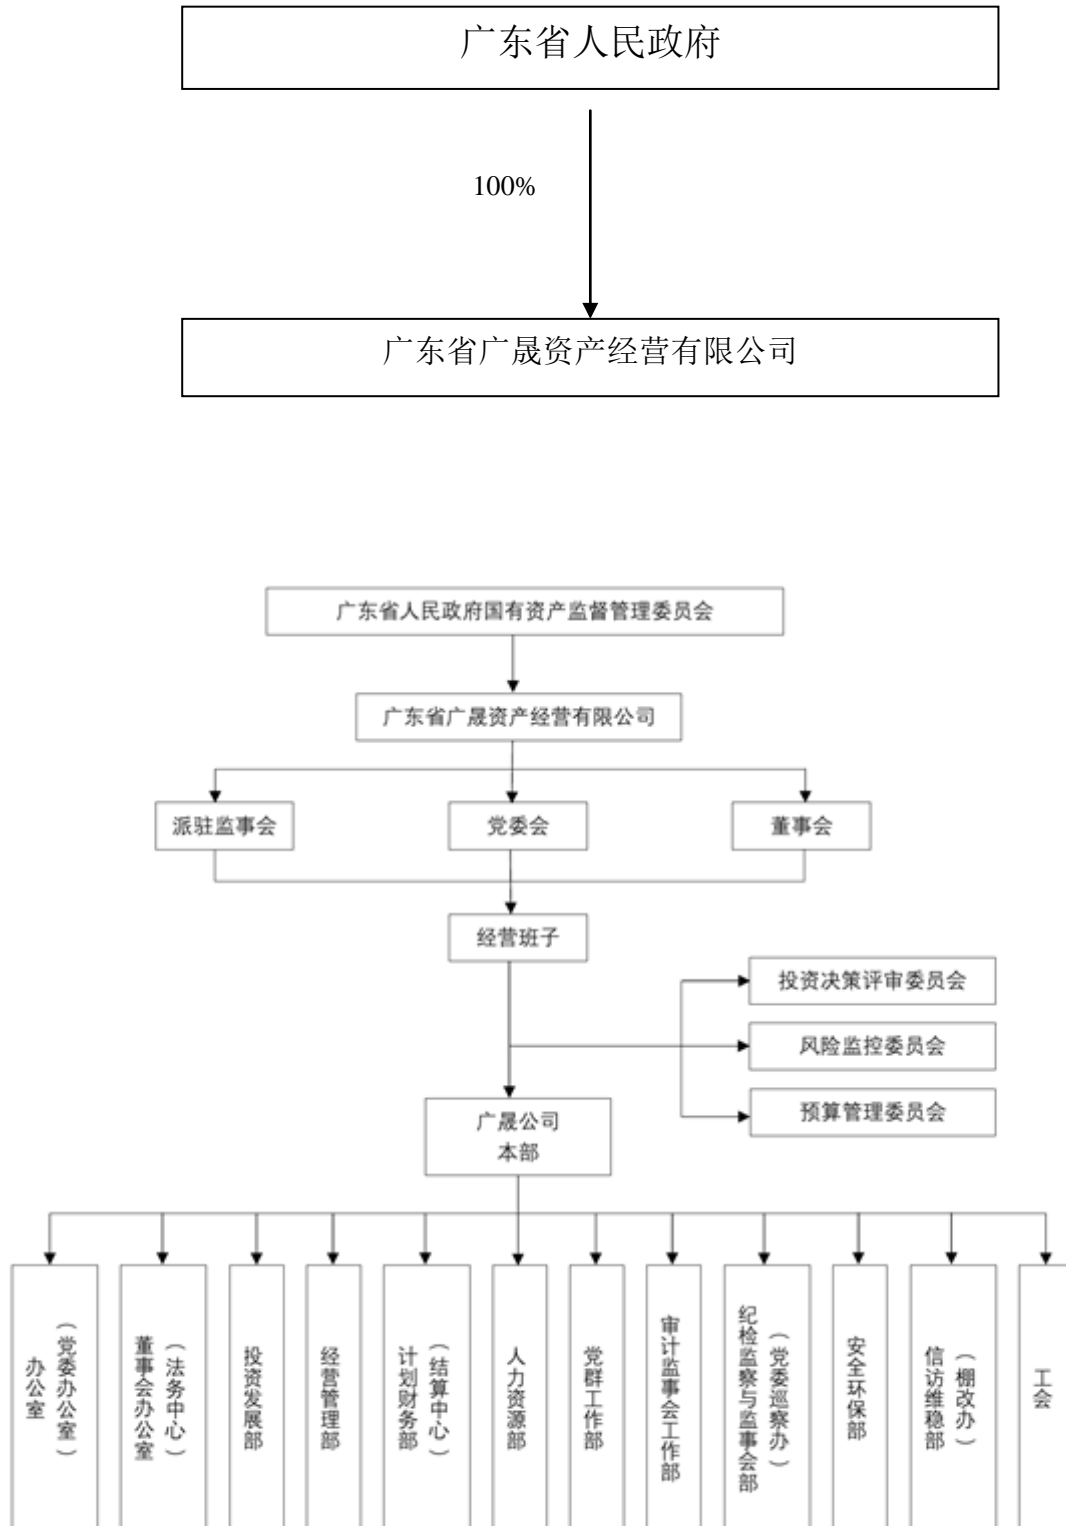 广东省人民政府
100%
广东省广晟资产经营有限公司
广东省人民政府国有资产监督管理委员会
广东省广晟资产经营有限公司
派驻监事会
党委会
董事会
经营班子
投资决策评审委员会
风险监控委员会
预算管理委员会
广晟公司
本部
办公室
（党委办公室）
董事会办公室
（法务中心）
投资发展部
经营管理部
计划财务部
（结算中心）
人力资源部
党群工作部
审计监事会工作部
纪检监察与监事会部
（党委巡察办）
安全环保部
信访维稳部
（棚改办）
工会